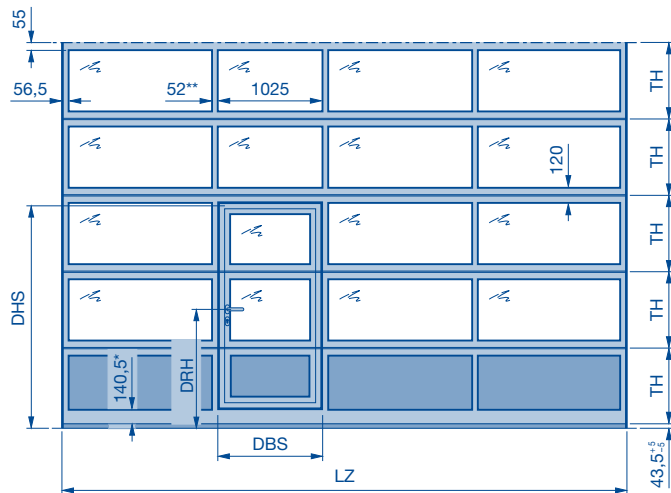 55
56,5
52**
1025
TH
TH
120
TH
DHS
TH
DRH
140,5*
TH
DBS
43,5 +5 -5
LZ